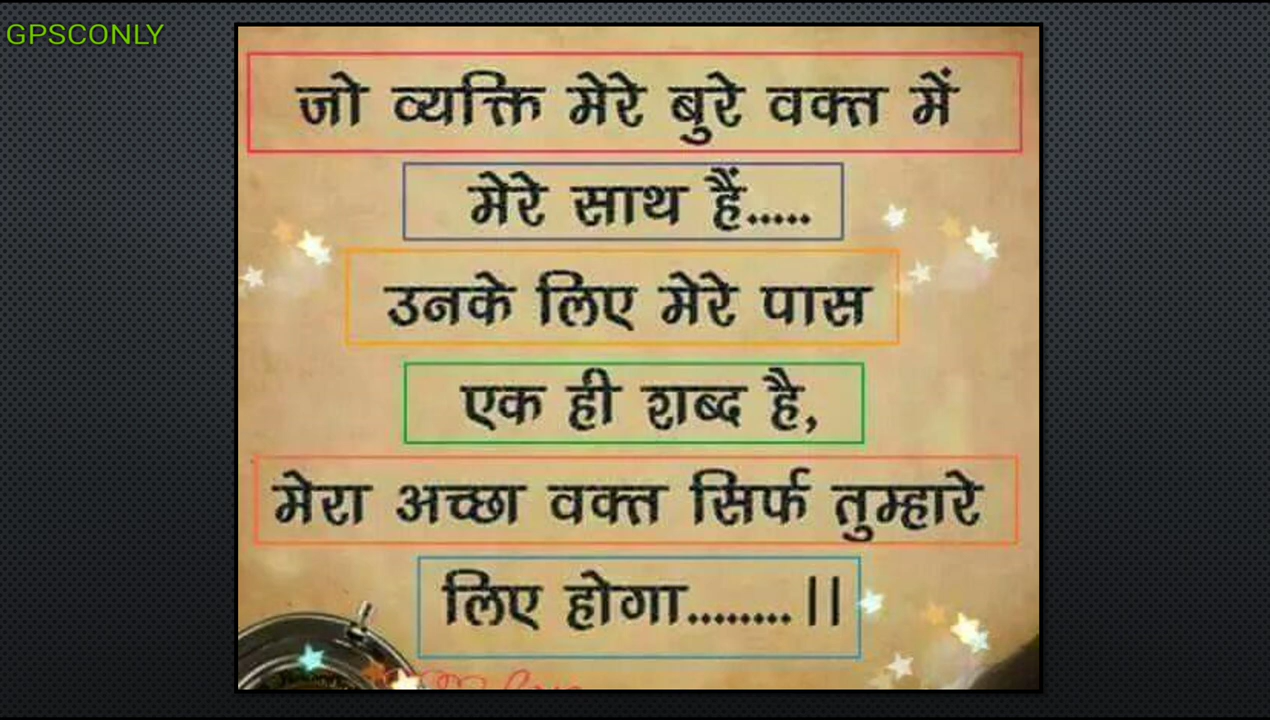 GPSCONLY
जो व्यक्ति मेरे बुरे वक्त में
मेरे साथ हैं.....
उनके लिए मेरे पास
एक ही शब्द है,
मेरा अच्छा वक्त सिर्फ तुम्हारे
लिए होगा........||